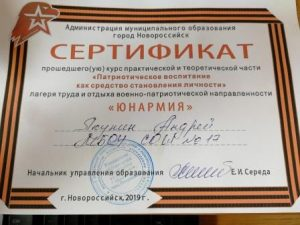 Администрация муниципального образования
город Новороссийск
СЕРТИФИКАТ
прошедшего(ую) курс практической и теоретической части
«Патриотическое воспитание
как средство становления личности»
лагеря труда и отдыха военно-патриотической направленности
«ЮНАРМИЯ»
Якунин Андрей
МБОУ СОШ № 17
Начальник управления образования Е.И. Середа
г. Новороссийск, 2019 г.